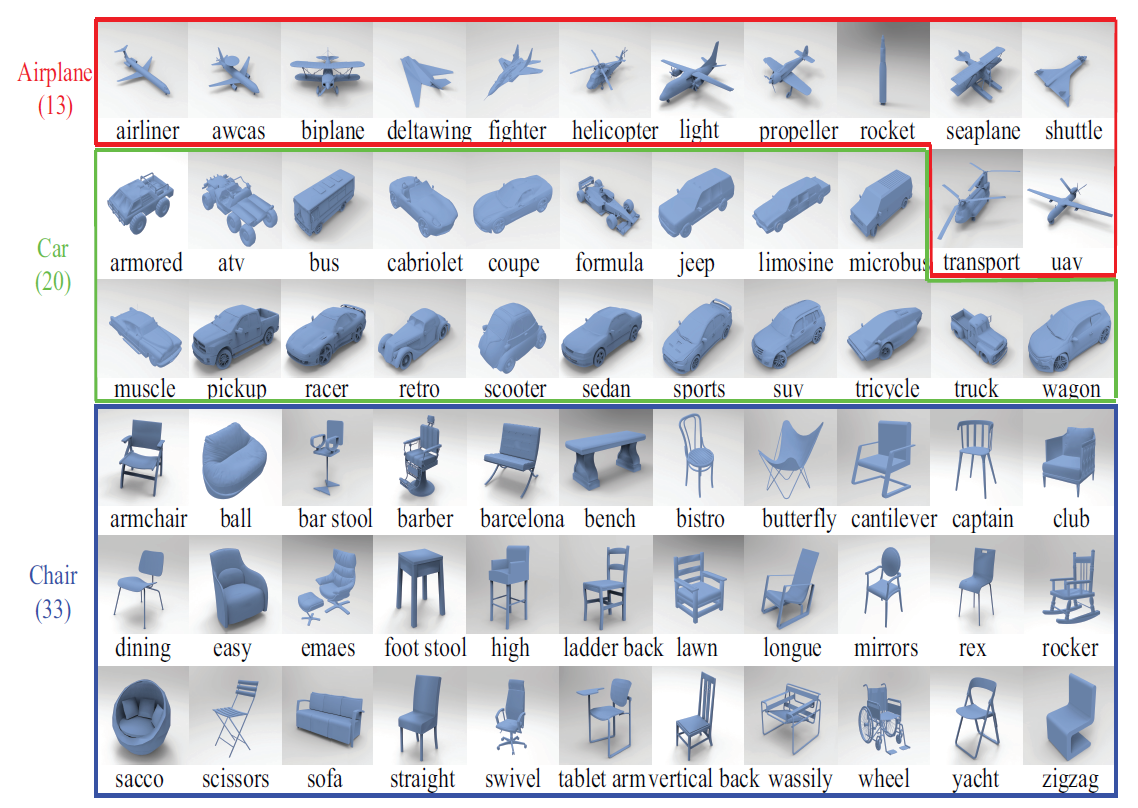 Airplane
(13)
airliner awcas biplane deltawing fighter helicopter light propeller rocket seaplane shuttle
transport uav
Car
(20)
armored atv bus cabriolet coupe formula jeep limosine microbus
muscle pickup racer retro scooter sedan sports suv tricycle truck wagon
Chair
(33)
armchair ball bar stool barber barcelona bench bistro butterfly cantilever captain club
dining easy emaes foot stool high ladder back lawn longue mirrors rex rocker
sacco scissors sofa straight swivel tablet arm vertical back wassily wheel yacht zigzag